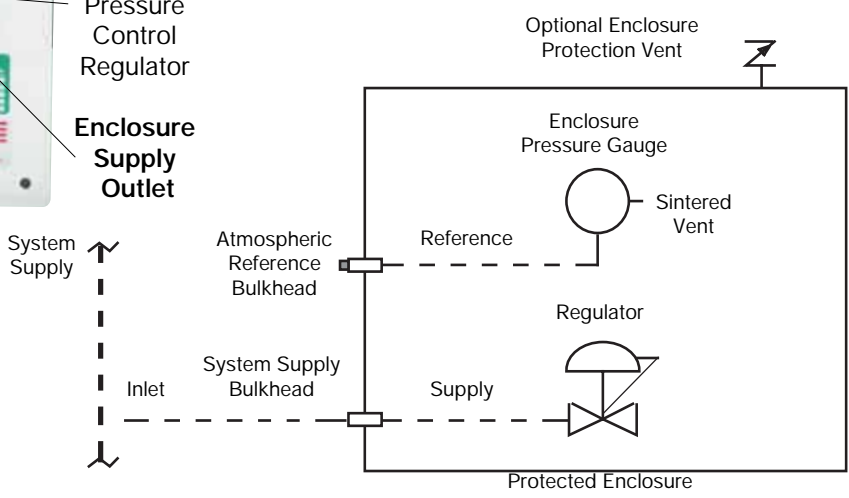 Pressure
Control
Regulator
Enclosure
Supply
Outlet
Optional Enclosure
Protection Vent
Enclosure
Pressure Gauge
Sintered
Vent
System
Supply
Atmospheric
Reference
Bulkhead
Reference
Regulator
System Supply
Bulkhead
Inlet
Supply
Protected Enclosure